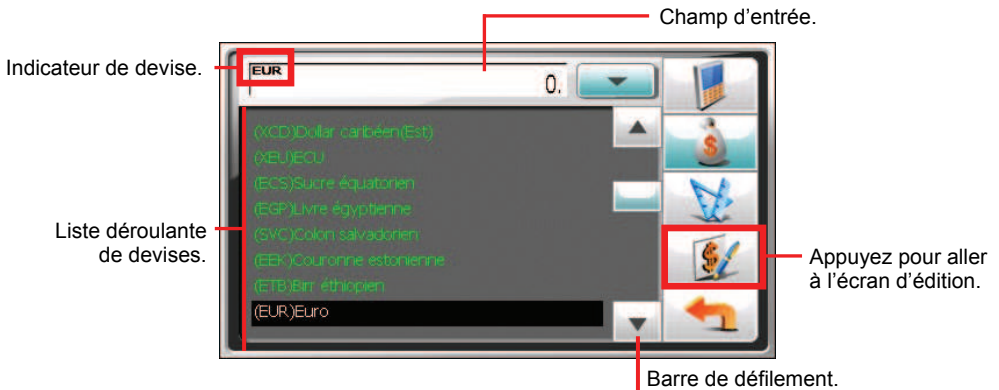 Champ d’entrée.
Indicateur de devise.
EUR
0.
(XCD)Dollar caribéen(Est)
(XEU)ECU
(ECS)Sucre équatorien
(EGP)Livre égyptienne
(SVC)Colón salvadorien
(EEK)Couronne estonienne
(ETB)Birr éthiopien
(EUR)Euro
Liste déroulante
de devises.
Appuyez pour aller
à l’écran d’édition.
Barre de défilement.